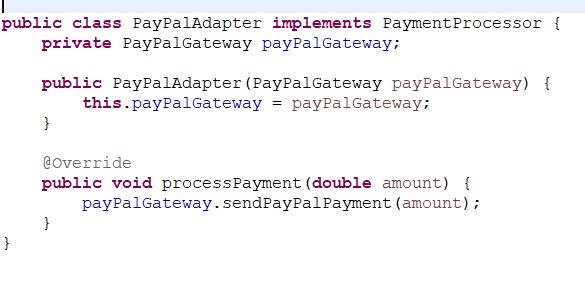 public class PayPalAdapter implements PaymentProcessor {
    private PayPalGateway payPalGateway;

    public PayPalAdapter(PayPalGateway payPalGateway) {
        this.payPalGateway = payPalGateway;
    }

    @Override
    public void processPayment(double amount) {
        payPalGateway.sendPayPalPayment(amount);
    }
}